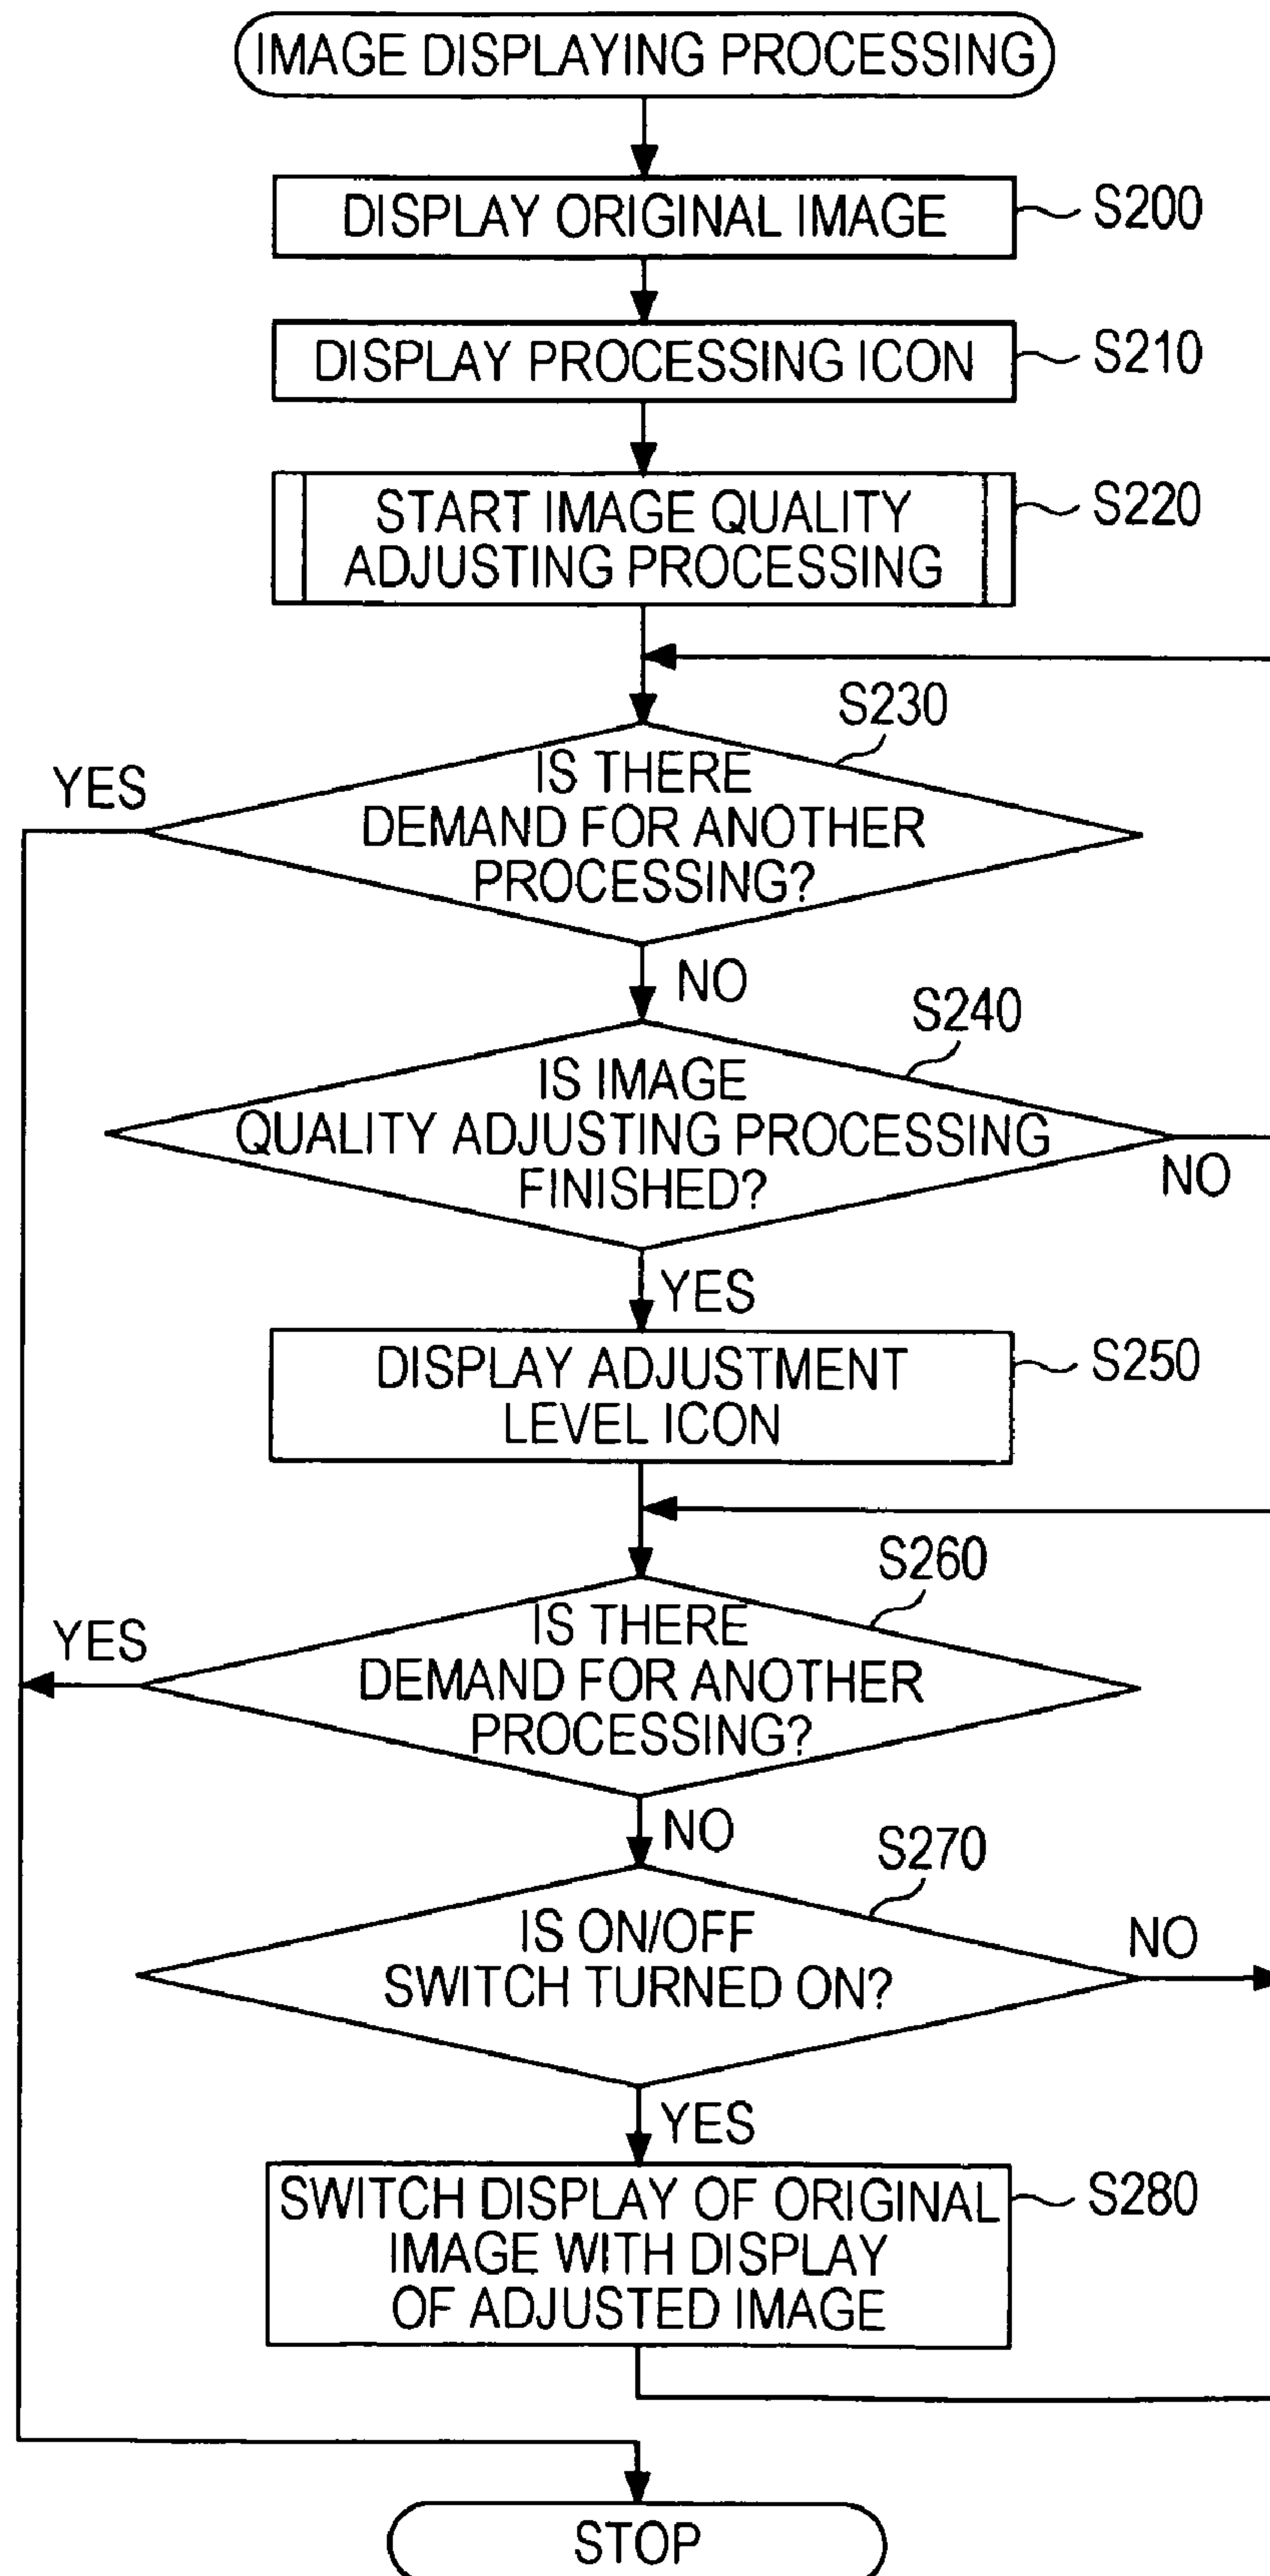 IMAGE DISPLAYING PROCESSING
DISPLAY ORIGINAL IMAGE
S200
DISPLAY PROCESSING ICON
S210
START IMAGE QUALITY
ADJUSTING PROCESSING
S220
S230
YES
IS THERE
DEMAND FOR ANOTHER
PROCESSING?
NO
S240
IS IMAGE
QUALITY ADJUSTING PROCESSING
FINISHED?
NO
YES
DISPLAY ADJUSTMENT
LEVEL ICON
S250
S260
YES
IS THERE
DEMAND FOR ANOTHER
PROCESSING?
NO
S270
IS ON/OFF
SWITCH TURNED ON?
NO
YES
SWITCH DISPLAY OF ORIGINAL
IMAGE WITH DISPLAY
OF ADJUSTED IMAGE
S280
STOP